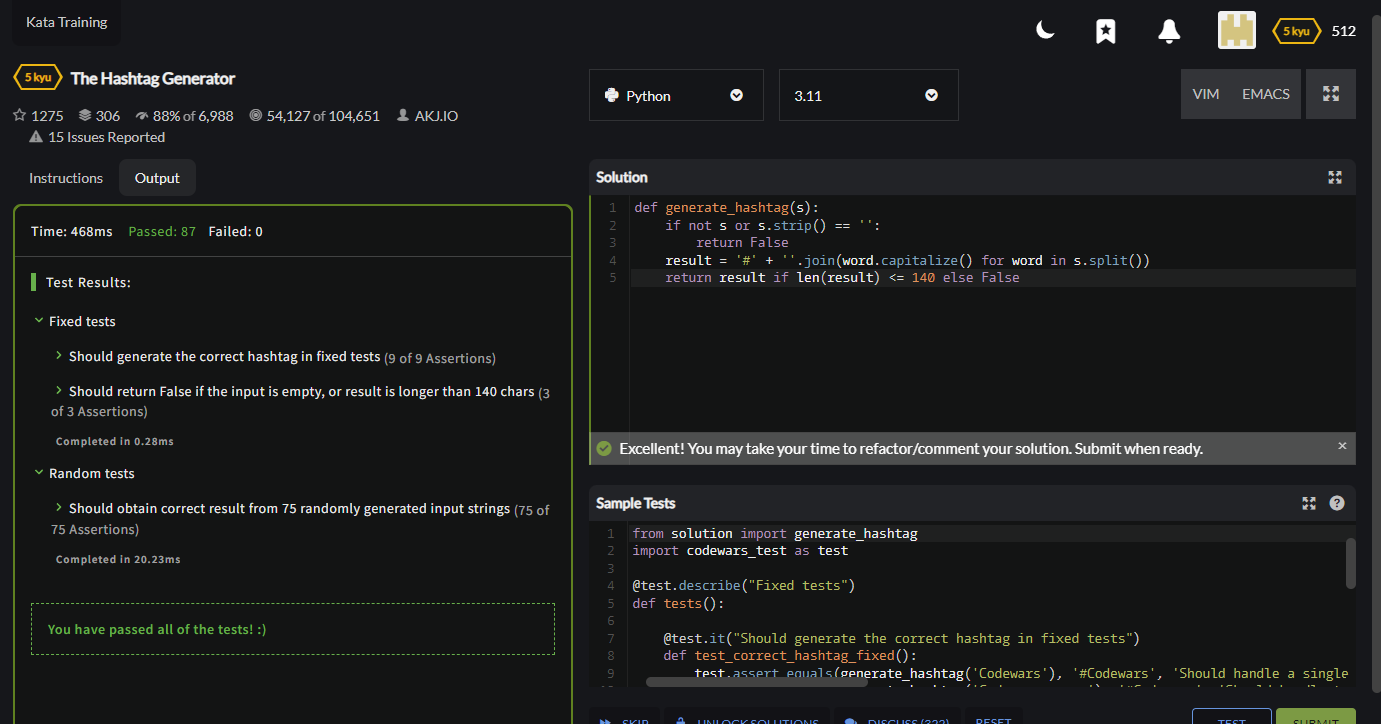 Kata Training
5 kyu 512
5 kyu The Hashtag Generator
1275 306 88% of 6,988 54,127 of 104,651 AKJ.IO
15 Issues Reported
Instructions Output
Time: 468ms Passed: 87 Failed: 0
Test Results:
Fixed tests
Should generate the correct hashtag in fixed tests (9 of 9 Assertions)
Should return False if the input is empty, or result is longer than 140 chars (3
of 3 Assertions)
Completed in 0.28ms
Random tests
Should obtain correct result from 75 randomly generated input strings (75 of
75 Assertions)
Completed in 20.23ms
You have passed all of the tests! :)
Python 3.11 VIM EMACS
Solution
1 def generate_hashtag(s):
2     if not s or s.strip() == '':
3         return False
4     result = '#' + ''.join(word.capitalize() for word in s.split())
5     return result if len(result) <= 140 else False
Excellent! You may take your time to refactor/comment your solution. Submit when ready. ×
Sample Tests ?
1 from solution import generate_hashtag
2 import codewars_test as test
3
4 @test.describe("Fixed tests")
5 def tests():
6
7     @test.it("Should generate the correct hashtag in fixed tests")
8     def test_correct_hashtag_fixed():
9         test.assert_equals(generate_hashtag('Codewars'), '#Codewars', 'Should handle a single
SKIP UNLOCK SOLUTIONS DISCUSS (322) RESET TEST SUBMIT